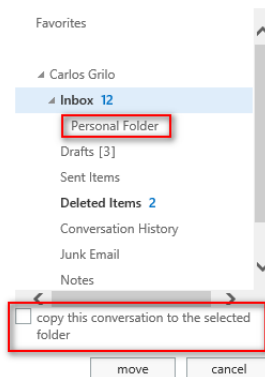 Favorites
Carlos Grilo
Inbox 12
Personal Folder
Drafts [3]
Sent Items
Deleted Items 2
Conversation History
Junk Email
Notes
copy this conversation to the selected
folder
move cancel